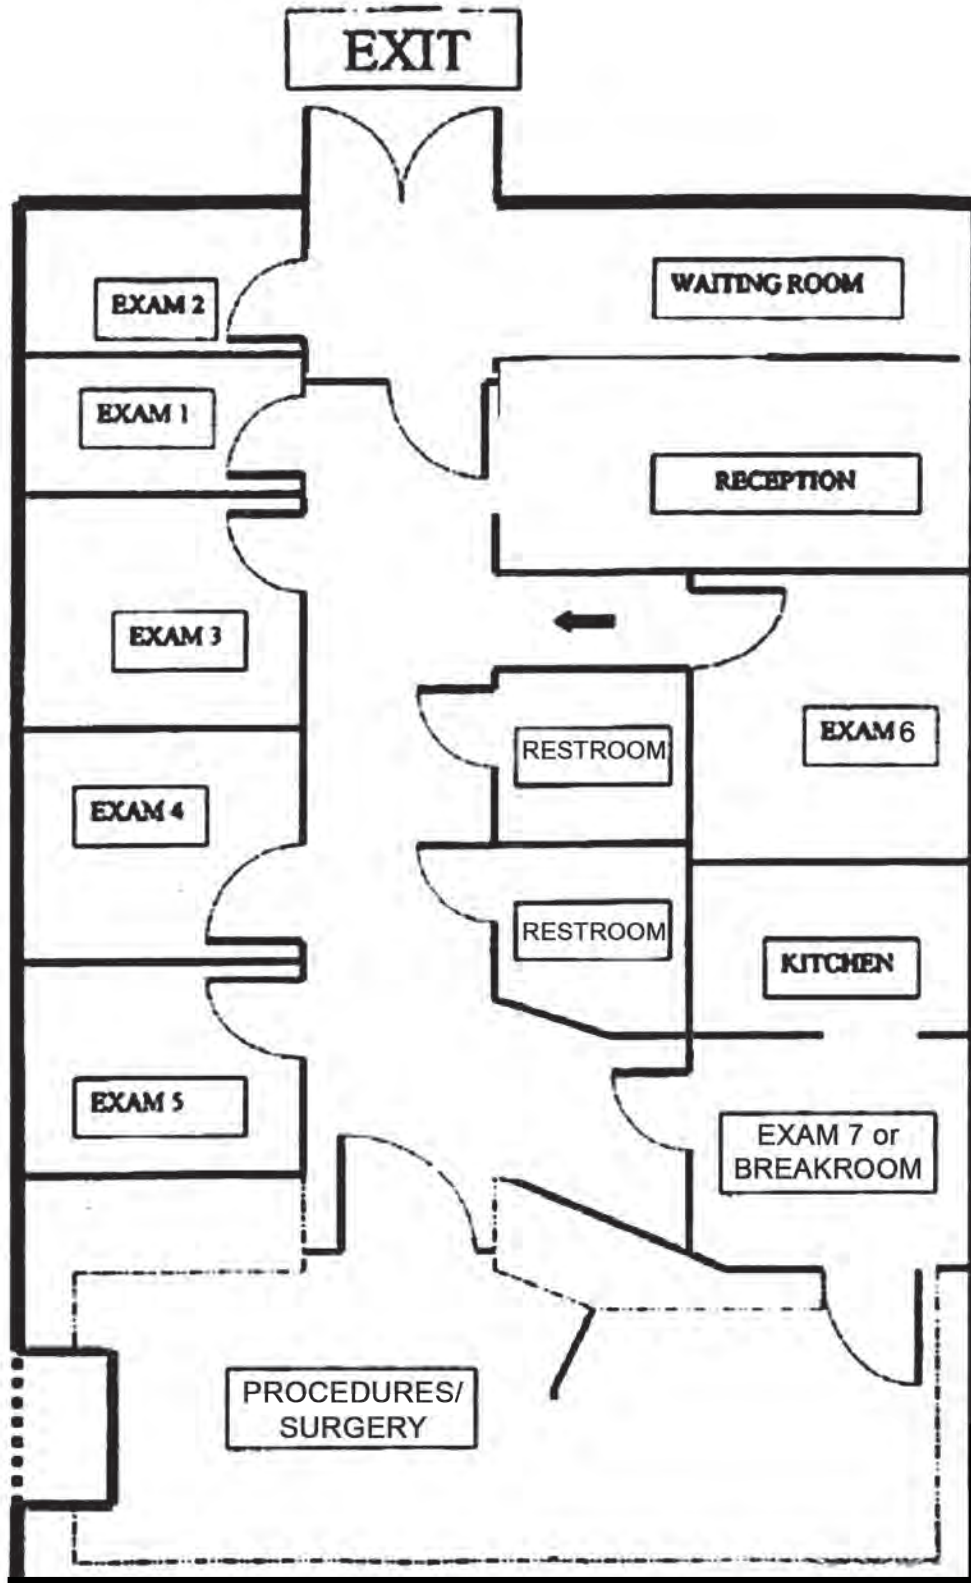 EXIT
WAITING ROOM
EXAM 2
EXAM 1
RECEPTION
EXAM 3
EXAM 6
RESTROOM
EXAM 4
RESTROOM
KITCHEN
EXAM 5
EXAM 7 or
BREAKROOM
PROCEDURES/
SURGERY